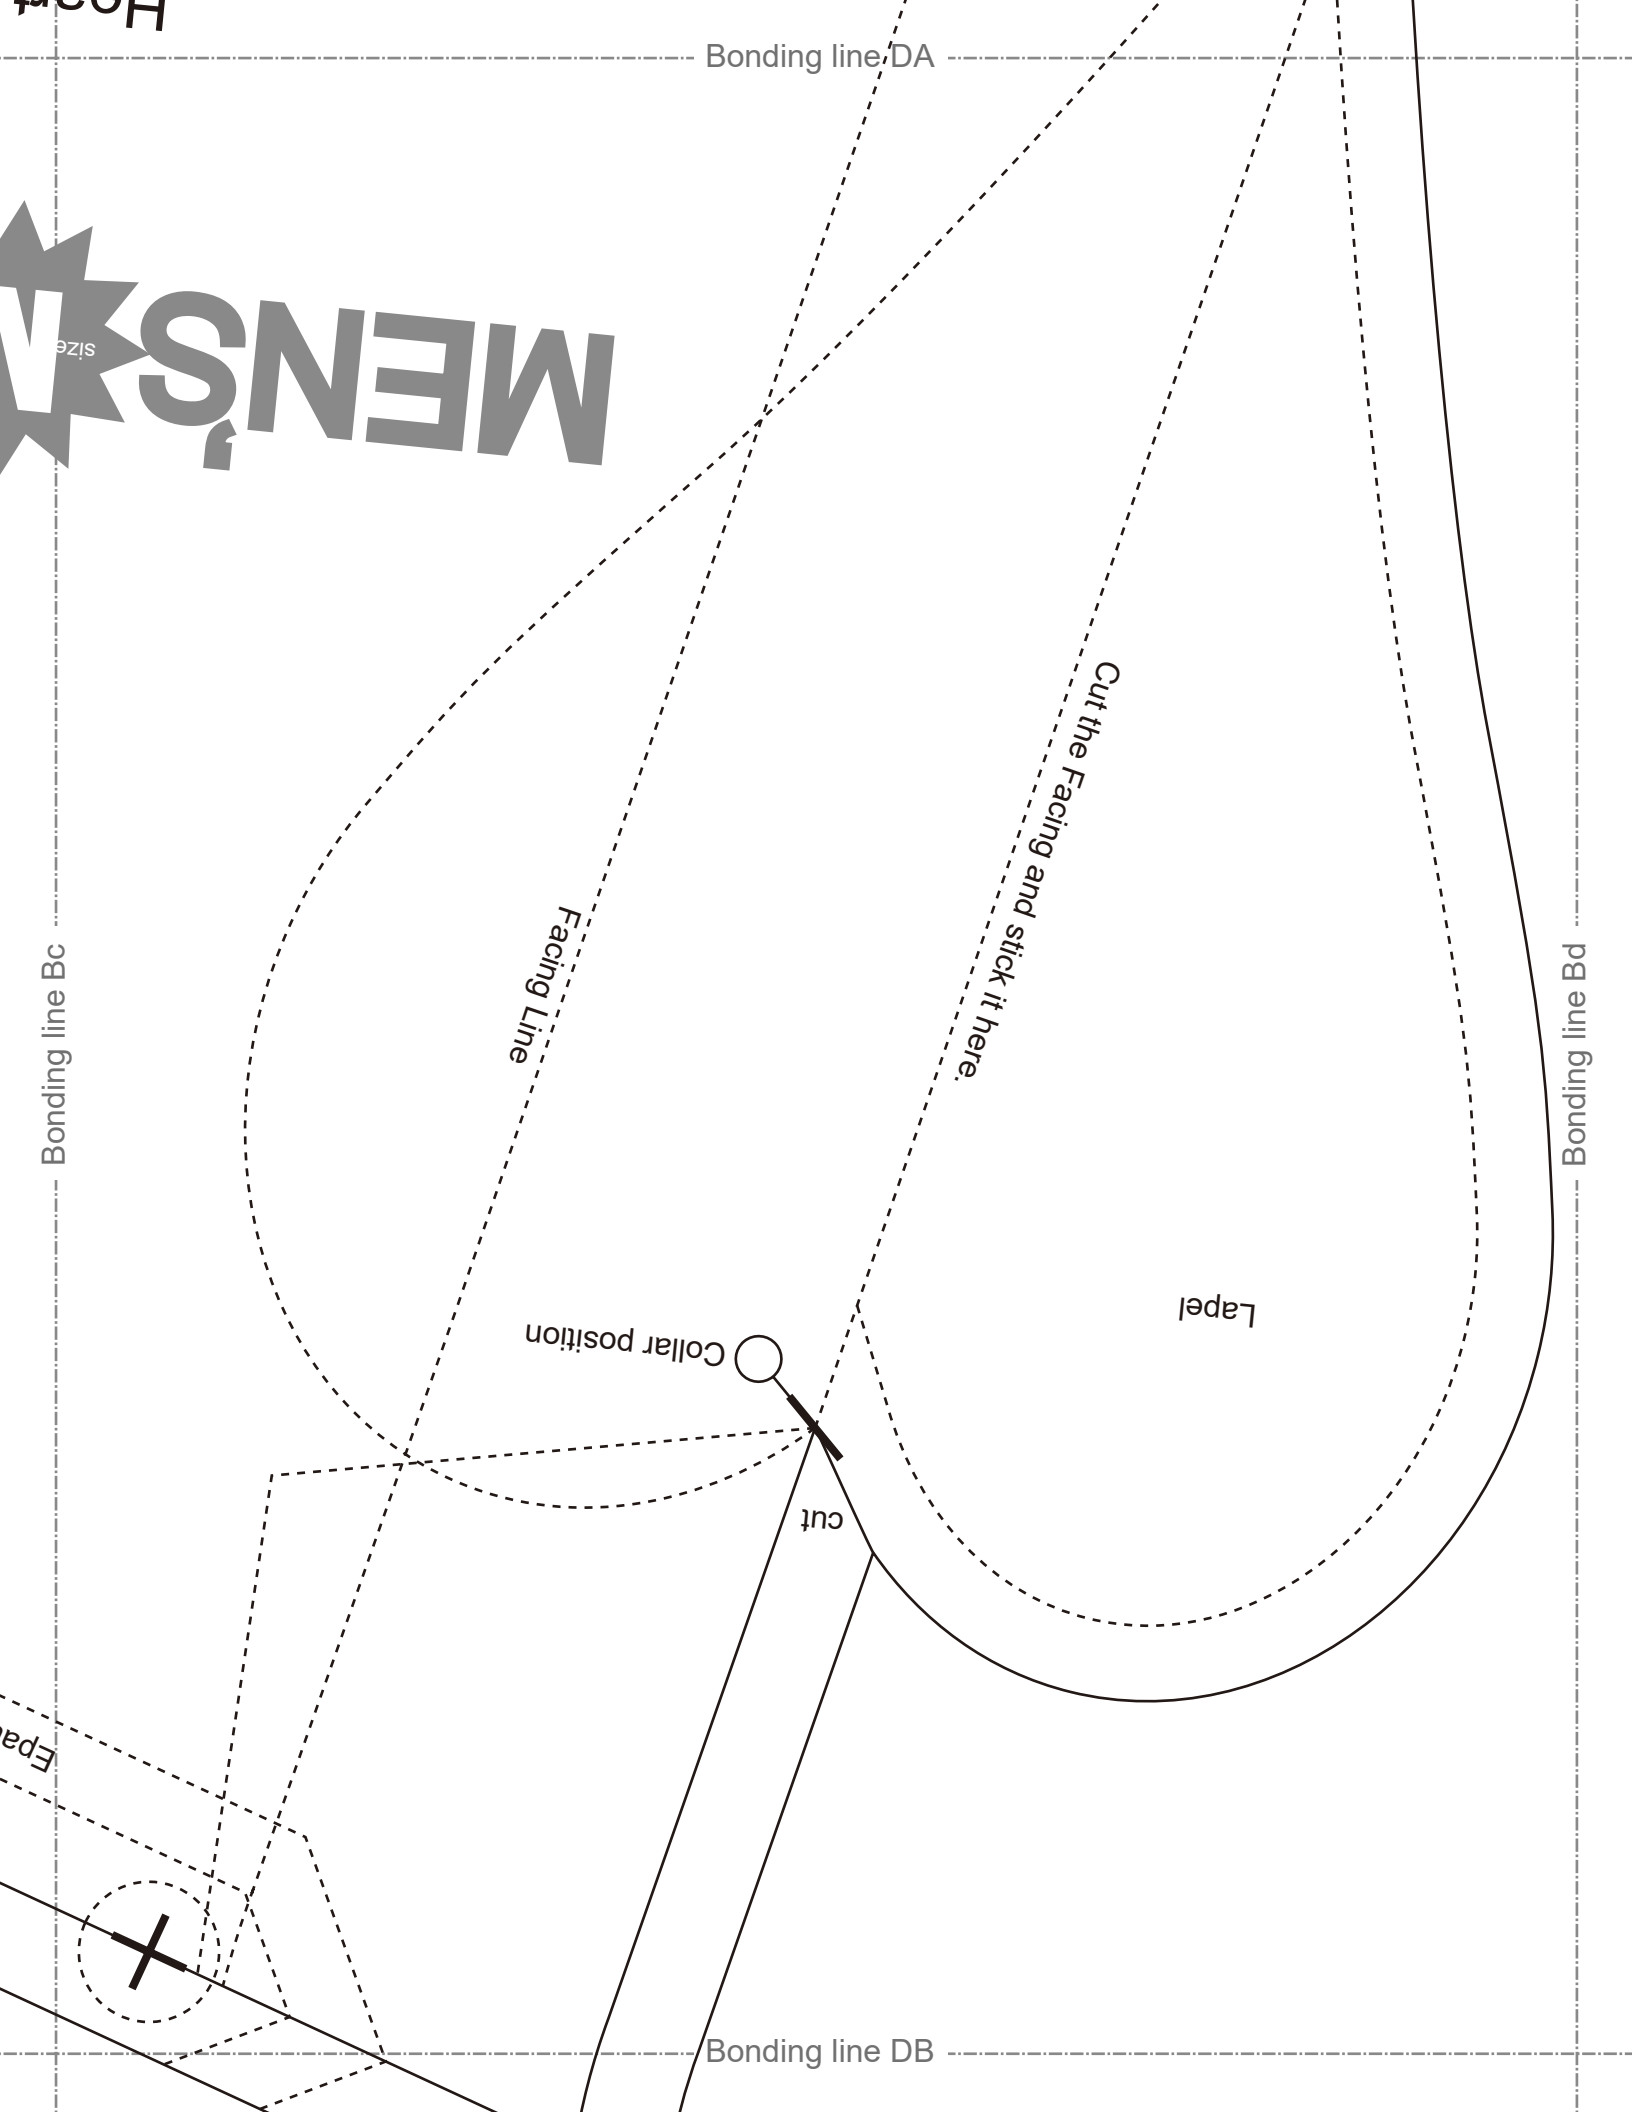 Bonding line DA
MEN'S
size
Cut the Facing and stick it here.
Facing Line
Bonding line Bc
Bonding line Bd
Lapel
Collar position
cut
Bonding line DB